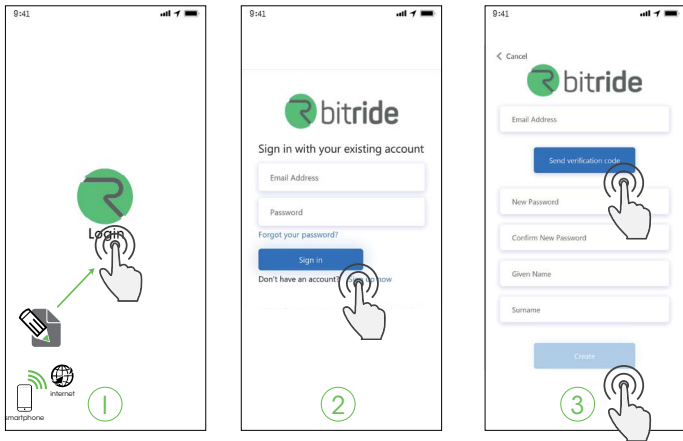 9:41
Login
internet
smartphone
1
9:41
bitride
Sign in with your existing account
Email Address
Password
Forgot your password?
Sign in
Don't have an account? now
2
9:41
Cancel
bitride
Email Address
Send verification code
New Password
Confirm New Password
Given Name
Surname
Create
3